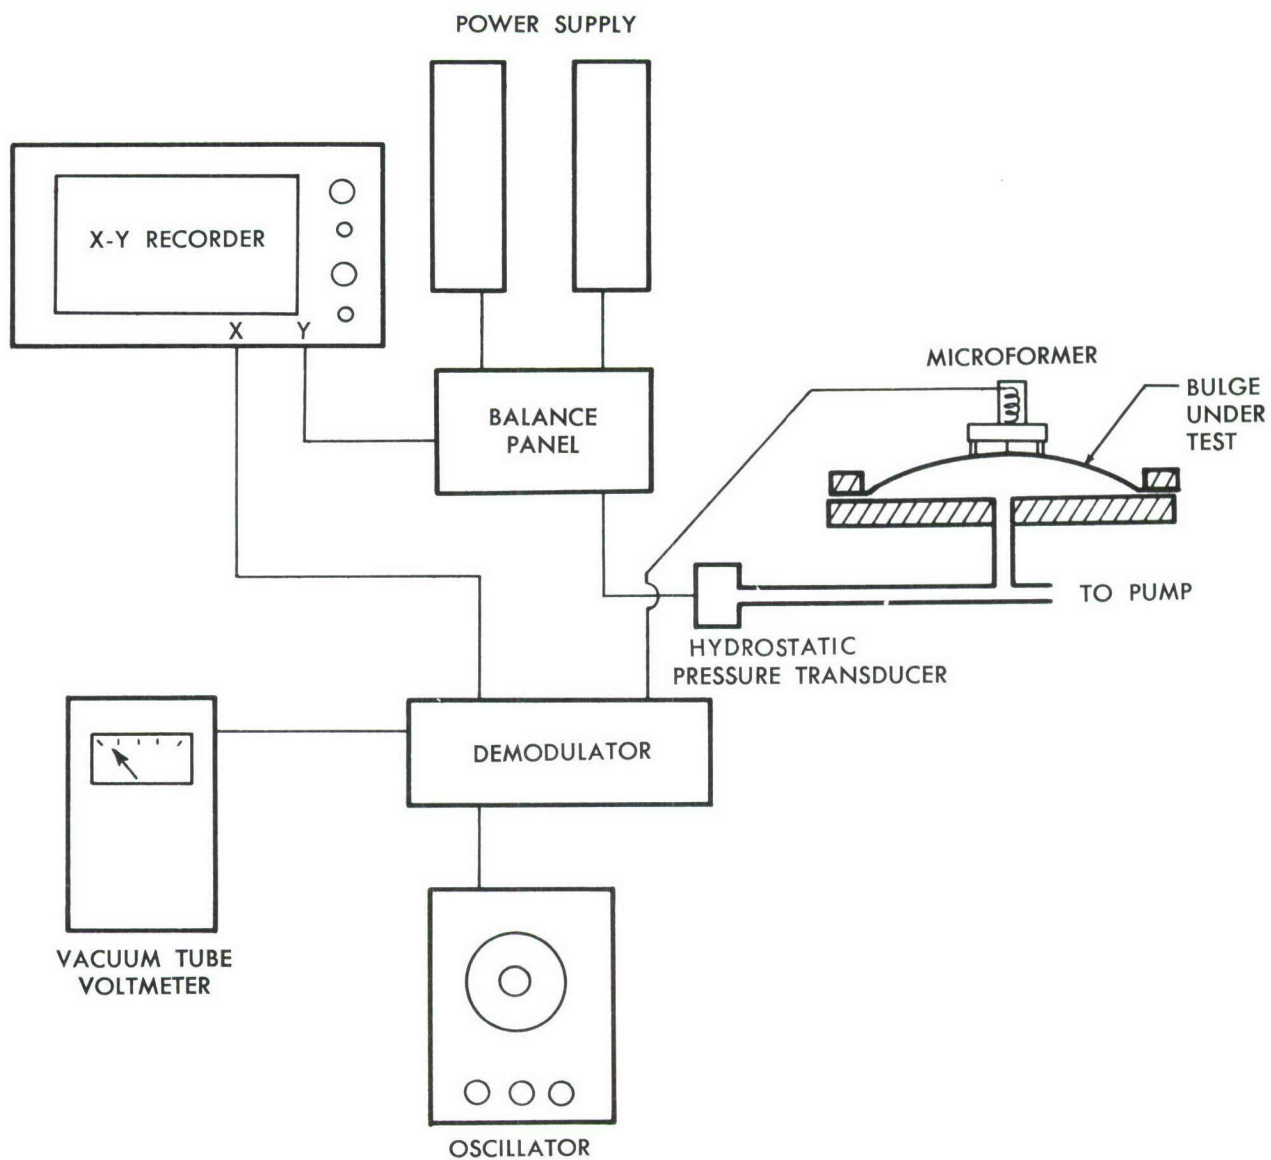 POWER SUPPLY
X-Y RECORDER
X Y
BALANCE
PANEL
MICROFORMER
BULGE
UNDER
TEST
TO PUMP
HYDROSTATIC
PRESSURE TRANSDUCER
DEMODULATOR
VACUUM TUBE
VOLTMETER
OSCILLATOR